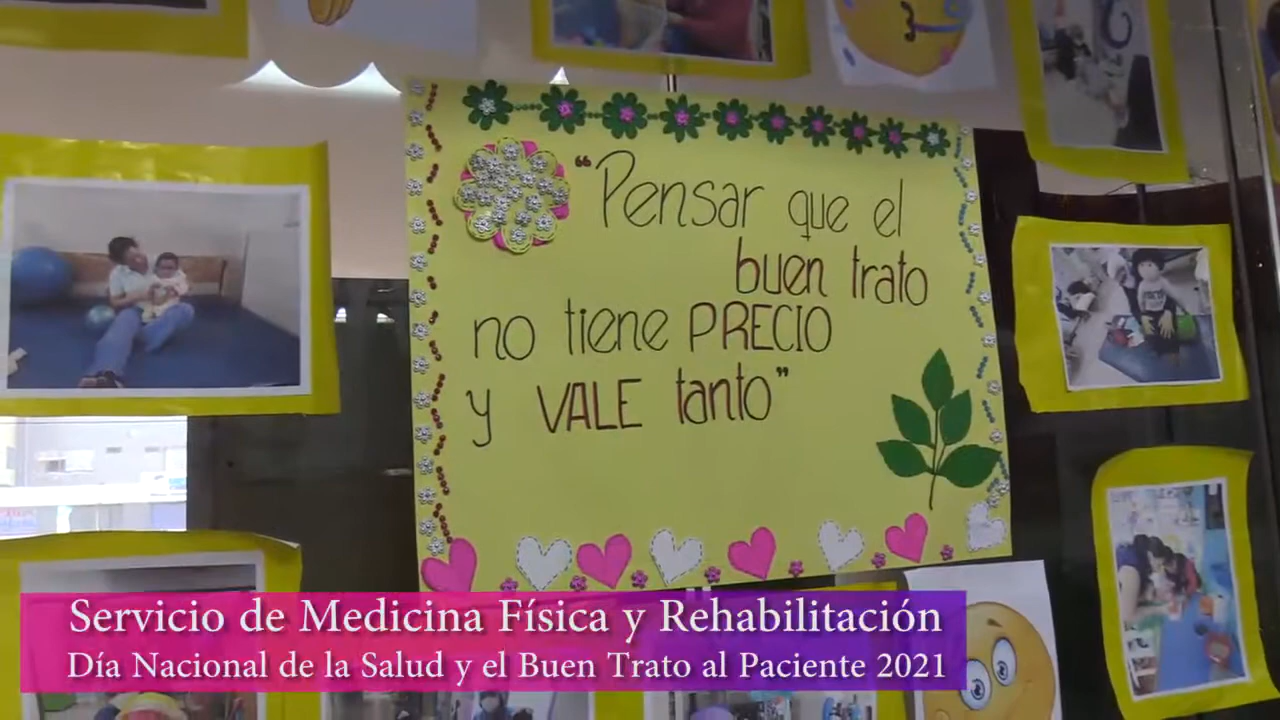 “Pensar que el
buen trato
no tiene PRECIO
y VALE tanto”
Servicio de Medicina Física y Rehabilitación
Día Nacional de la Salud y el Buen Trato al Paciente 2021